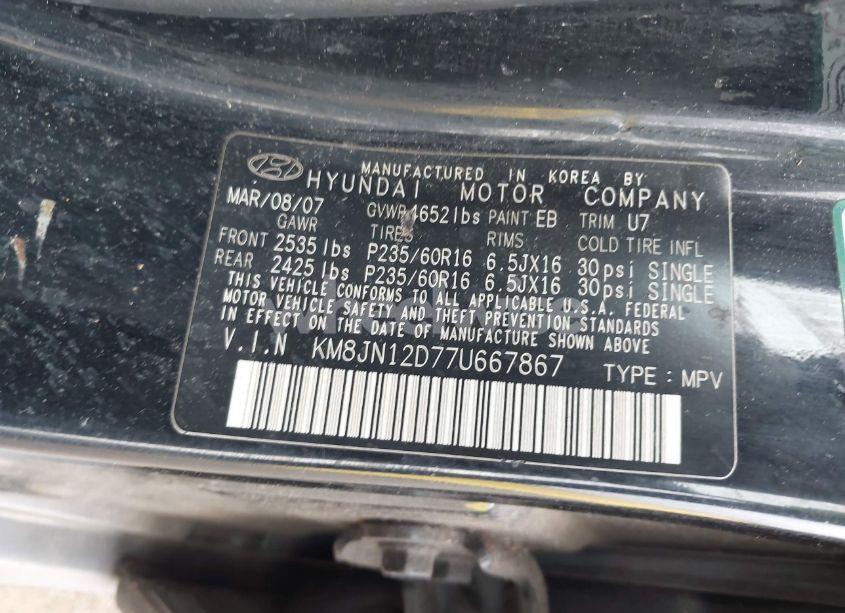 MANUFACTURED IN KOREA BY:
HYUNDAI MOTOR COMPANY
MAR/08/07 GVWR 4652lbs PAINT EB TRIM U7
GAWR TIRES RIMS COLD TIRE INFL
FRONT 2535 lbs P235/60R16 6.5JX16 30psi SINGLE
REAR 2425 lbs P235/60R16 6.5JX16 30psi SINGLE
THIS VEHICLE CONFORMS TO ALL APPLICABLE U.S.A. FEDERAL
MOTOR VEHICLE SAFETY AND THEFT PREVENTION STANDARDS
IN EFFECT ON THE DATE OF MANUFACTURE SHOWN ABOVE.
V.I.N KM8JN12D77U667867 TYPE : MPV